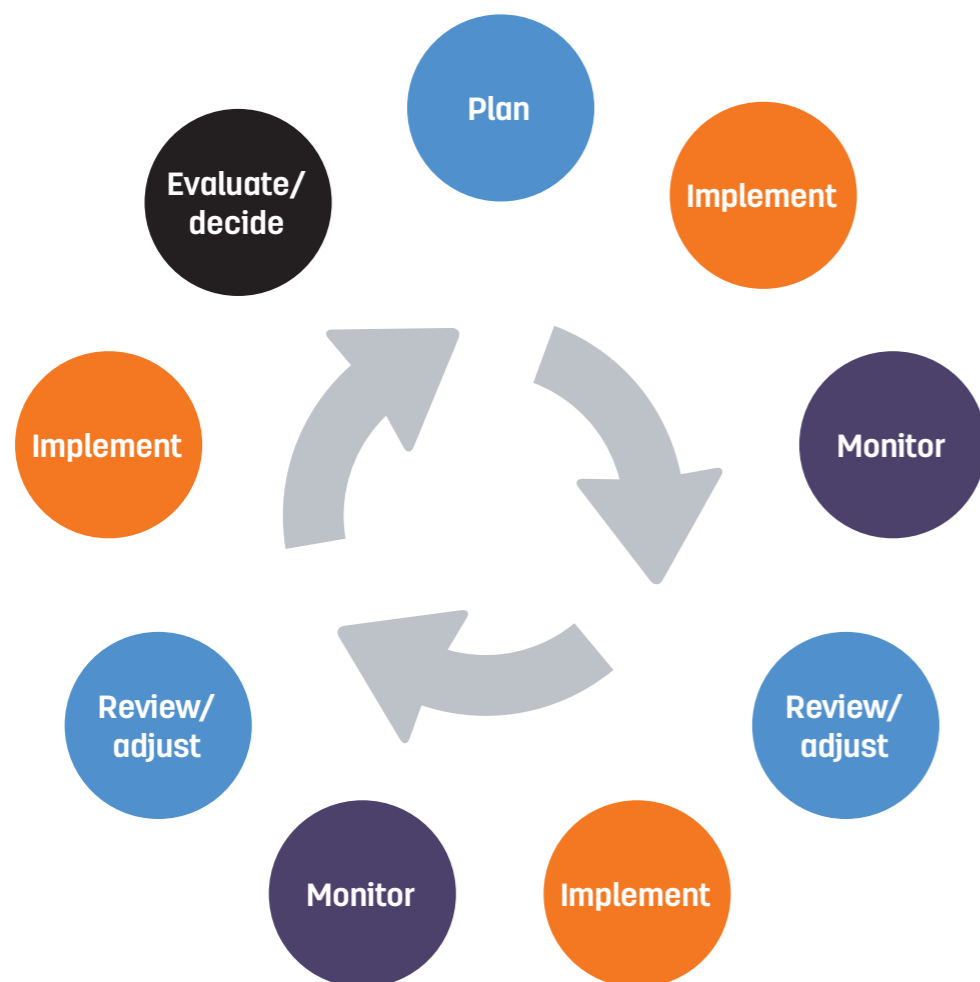 Plan
Implement
Monitor
Review/
adjust
Implement
Monitor
Review/
adjust
Implement
Evaluate/
decide